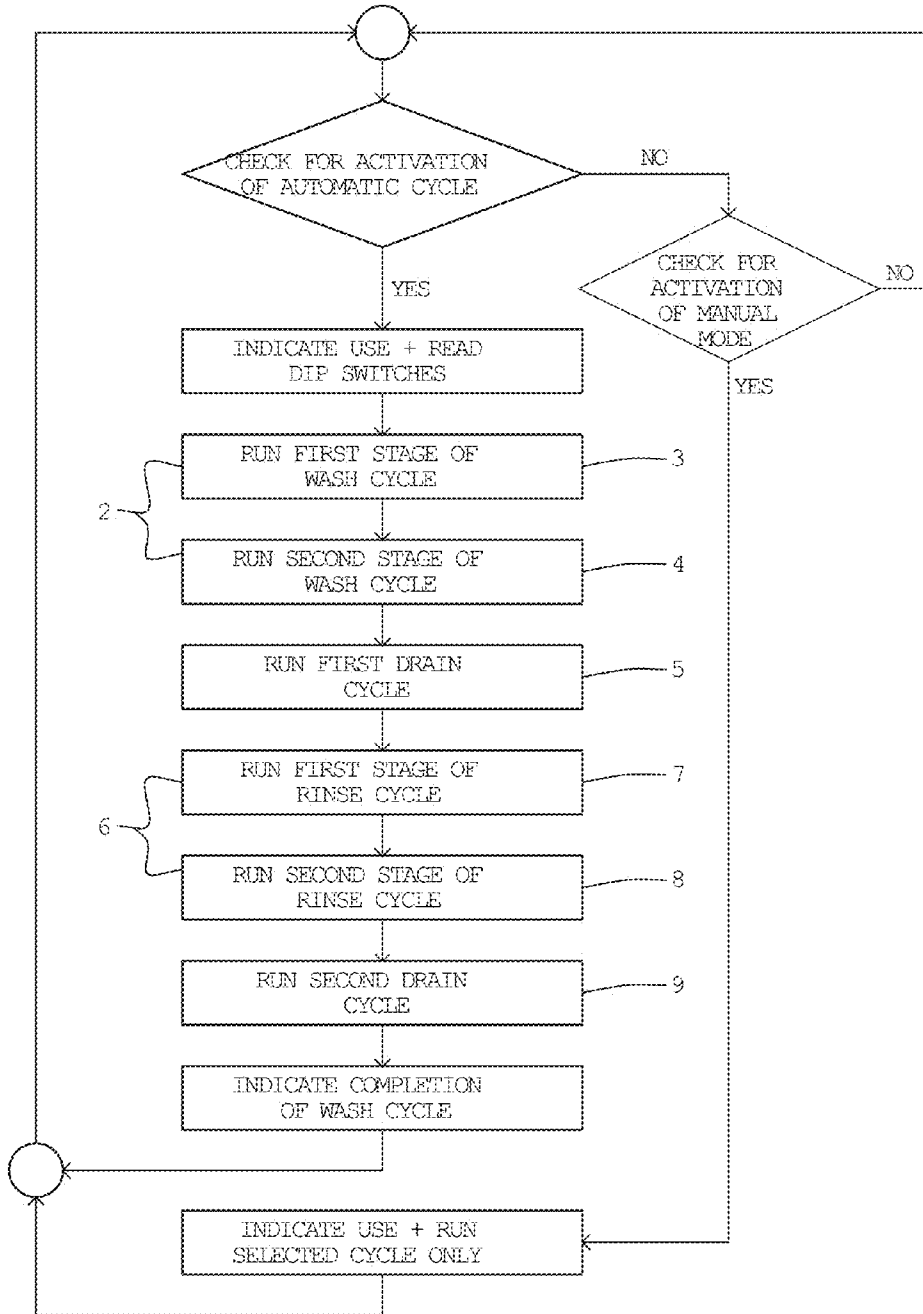 CHECK FOR ACTIVATION
OF AUTOMATIC CYCLE
NO
CHECK FOR
ACTIVATION
OF MANUAL
MODE
NO
YES
YES
INDICATE USE + READ
DIP SWITCHES
RUN FIRST STAGE OF
WASH CYCLE
3
2
RUN SECOND STAGE OF
WASH CYCLE
4
RUN FIRST DRAIN
CYCLE
5
RUN FIRST STAGE OF
RINSE CYCLE
7
6
RUN SECOND STAGE OF
RINSE CYCLE
8
RUN SECOND DRAIN
CYCLE
9
INDICATE COMPLETION
OF WASH CYCLE
INDICATE USE + RUN
SELECTED CYCLE ONLY